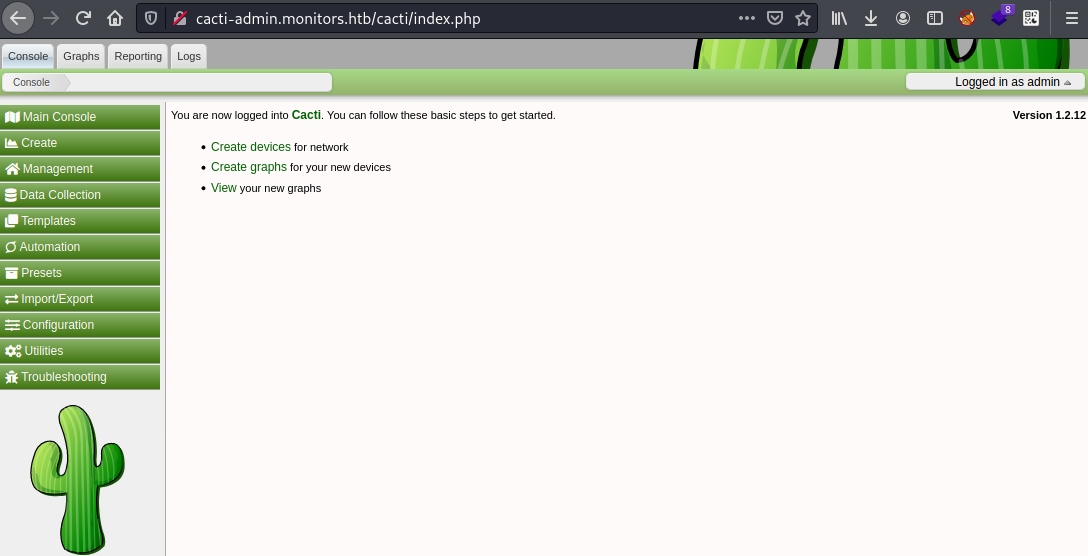 cacti-admin.monitors.htb/cacti/index.php
8
Console Graphs Reporting Logs
Console
Logged in as admin
Main Console
Create
Management
Data Collection
Templates
Automation
Presets
Import/Export
Configuration
Utilities
Troubleshooting
You are now logged into Cacti. You can follow these basic steps to get started.
Version 1.2.12
• Create devices for network
• Create graphs for your new devices
• View your new graphs